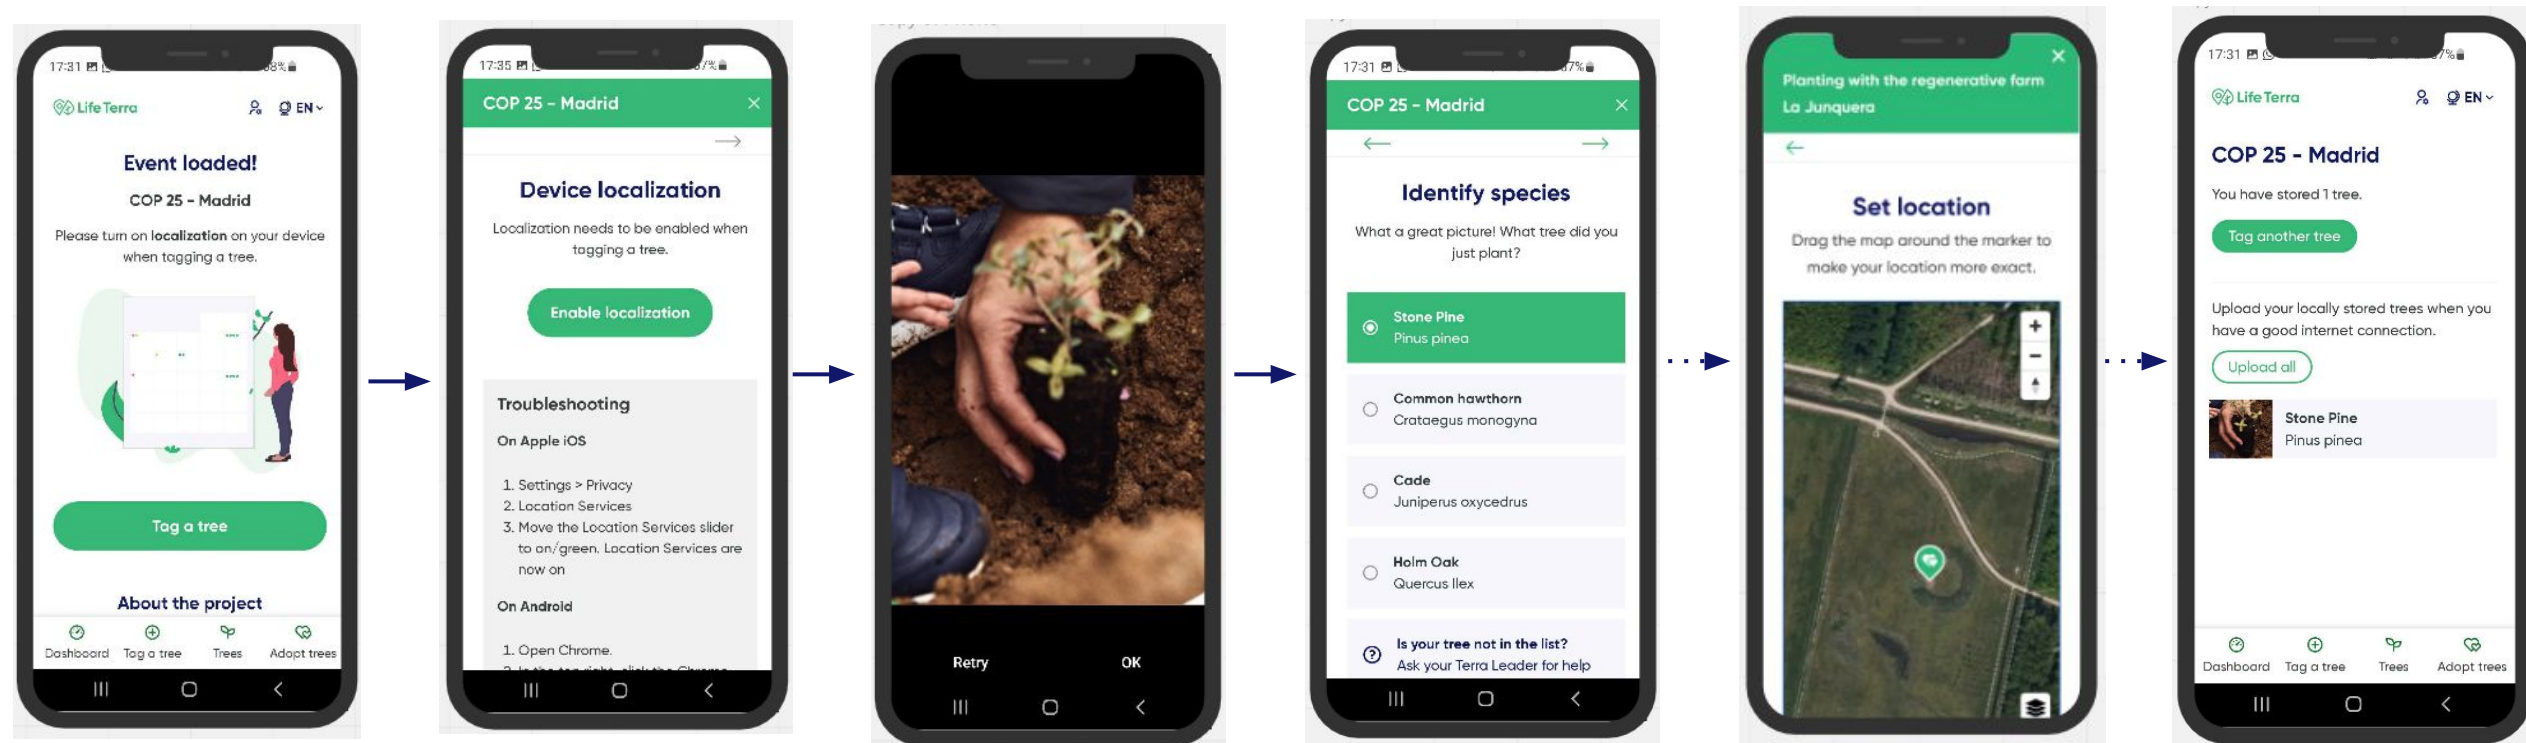 17:31
8%
Life Terra
EN
Event loaded!
COP 25 - Madrid
Please turn on localization on your device
when tagging a tree.
Tag a tree
About the project
Dashboard Tag a tree Trees Adopt trees
17:35
7%
COP 25 - Madrid
Device localization
Localization needs to be enabled when
tagging a tree.
Enable localization
Troubleshooting
On Apple iOS
1. Settings > Privacy
2. Location Services
3. Move the Location Services slider
to on/green. Location Services are
now on
On Android
1. Open Chrome.
Retry OK
17:31
7%
COP 25 - Madrid
Identify species
What a great picture! What tree did you
just plant?
Stone Pine
Pinus pinea
Common hawthorn
Crataegus monogyna
Cade
Juniperus oxycedrus
Holm Oak
Quercus Ilex
Is your tree not in the list?
Ask your Terra Leader for help
Planting with the regenerative farm
La Junquera
Set location
Drag the map around the marker to
make your location more exact.
17:31
7%
Life Terra
EN
COP 25 - Madrid
You have stored 1 tree.
Tag another tree
Upload your locally stored trees when you
have a good internet connection.
Upload all
Stone Pine
Pinus pinea
Dashboard Tag a tree Trees Adopt trees